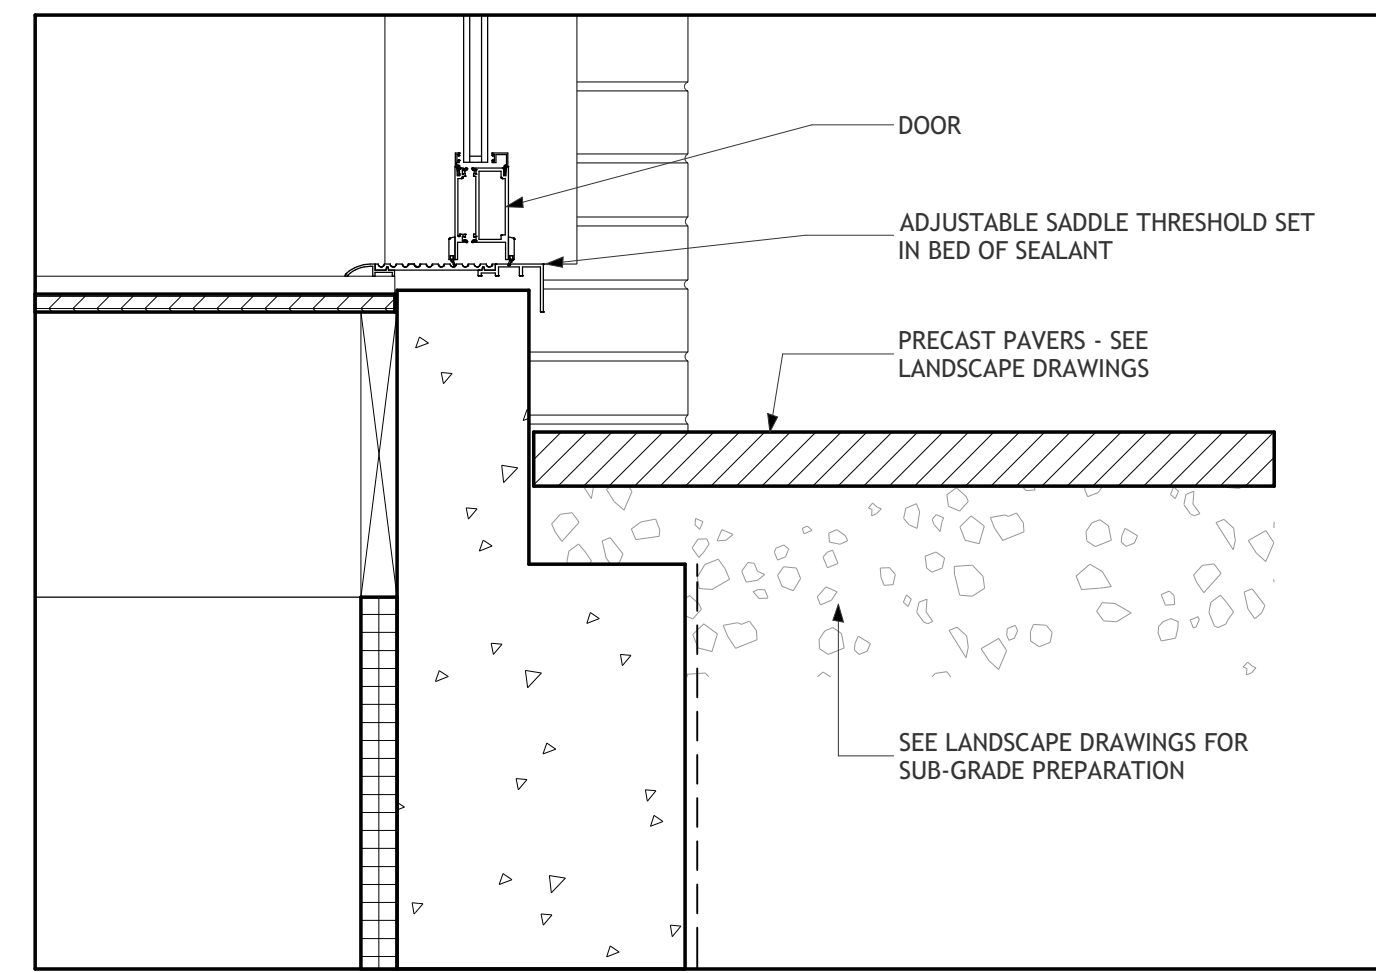 DOOR
ADJUSTABLE SADDLE THRESHOLD SET
IN BED OF SEALANT
PRECAST PAVERS - SEE
LANDSCAPE DRAWINGS
SEE LANDSCAPE DRAWINGS FOR
SUB-GRADE PREPARATION